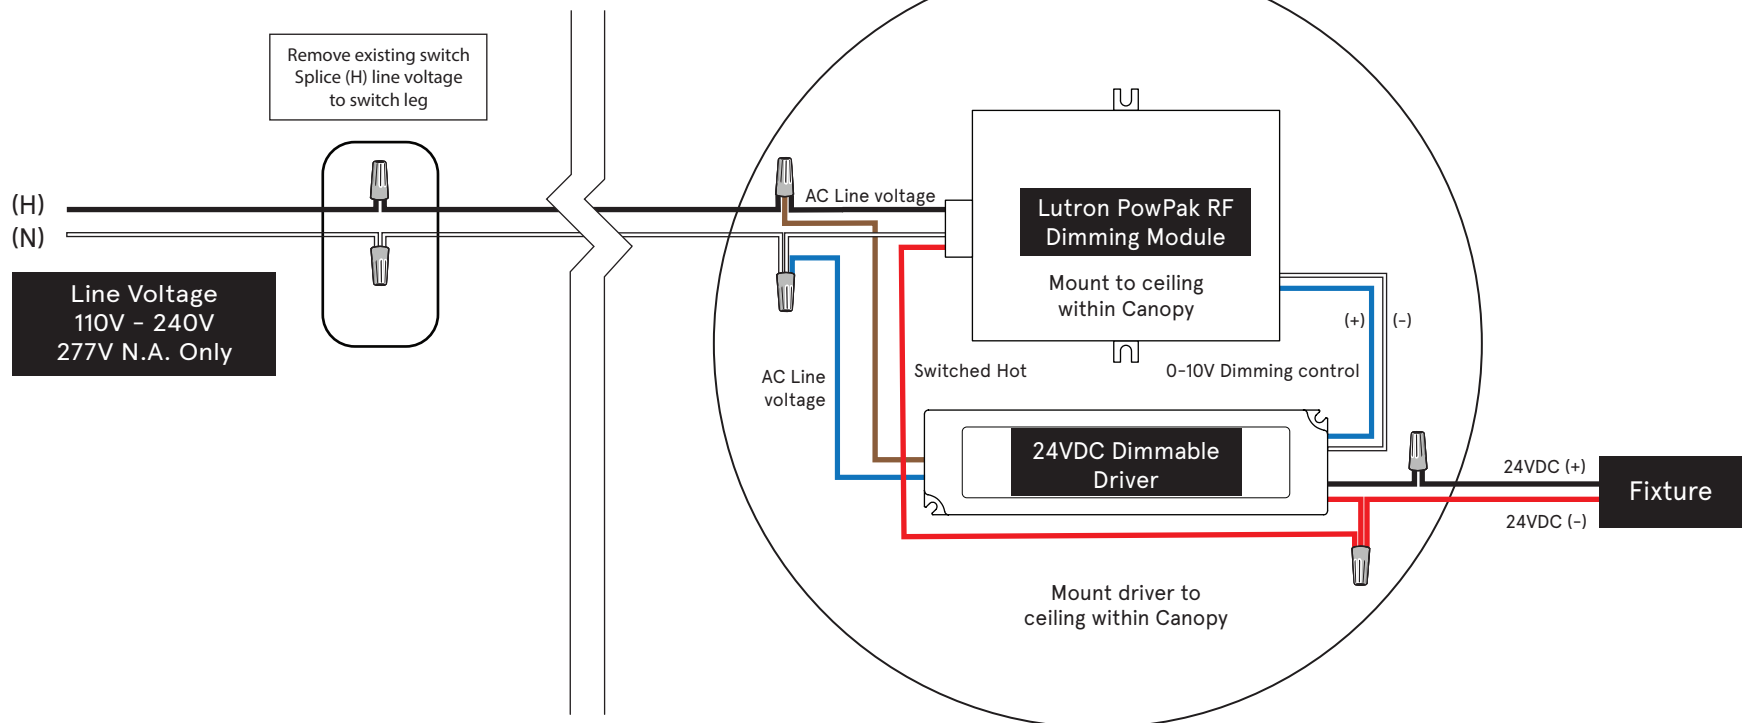 Remove existing switch
Splice (H) line voltage
to switch leg
(H)
(N)
Line Voltage
110V - 240V
277V N.A. Only
AC Line voltage
Lutron PowPak RF
Dimming Module
Mount to ceiling
within Canopy
(+)
(-)
AC Line
voltage
Switched Hot
0-10V Dimming control
24VDC Dimmable
Driver
24VDC (+)
Fixture
24VDC (-)
Mount driver to
ceiling within Canopy